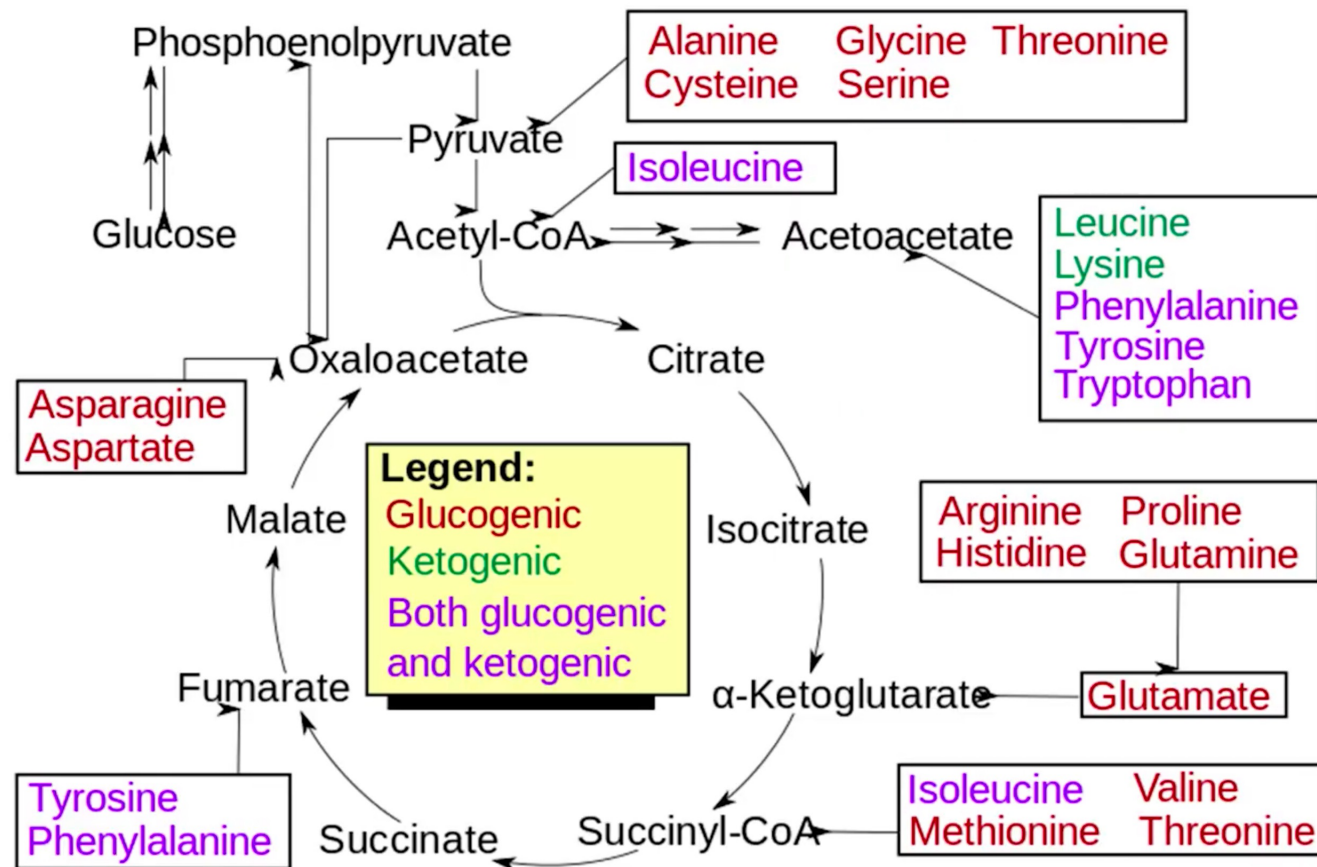 Phosphoenolpyruvate
Alanine Glycine Threonine
Cysteine Serine
Pyruvate
Isoleucine
Glucose
Acetyl-CoA
Acetoacetate
Leucine
Lysine
Phenylalanine
Tyrosine
Tryptophan
Oxaloacetate
Citrate
Asparagine
Aspartate
Legend:
Glucogenic
Ketogenic
Both glucogenic
and ketogenic
Malate
Isocitrate
Arginine Proline
Histidine Glutamine
Fumarate
α-Ketoglutarate
Glutamate
Tyrosine
Phenylalanine
Succinate
Succinyl-CoA
Isoleucine Valine
Methionine Threonine